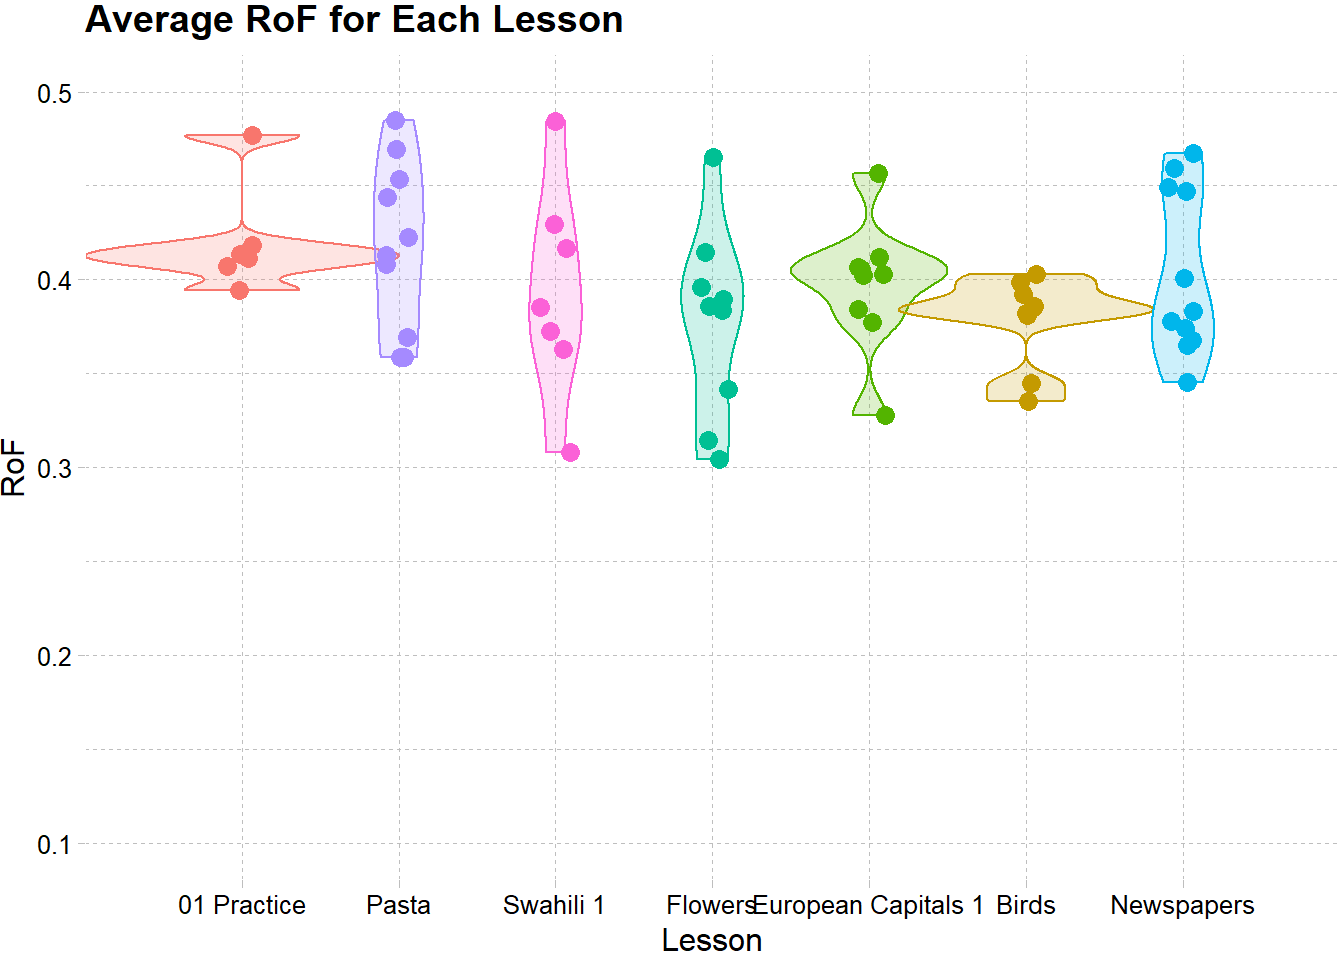 Average RoF for Each Lesson
0.5
0.4
0.3
0.2
0.1
RoF
01 Practice
Pasta
Swahili 1
Flowers
European Capitals 1
Birds
Newspapers
Lesson